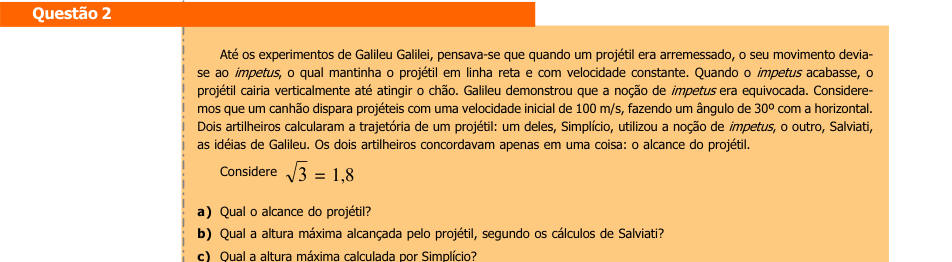 Questão 2
Até os experimentos de Galileu Galilei, pensava-se que quando um projétil era arremessado, o seu movimento devia-
se ao impetus, o qual mantinha o projétil em linha reta e com velocidade constante. Quando o impetus acabasse, o
projétil cairia verticalmente até atingir o chão. Galileu demonstrou que a noção de impetus era equivocada. Considere-
mos que um canhão dispara projéteis com uma velocidade inicial de 100 m/s, fazendo um ângulo de 30º com a horizontal.
Dois artilheiros calcularam a trajetória de um projétil: um deles, Simplício, utilizou a noção de impetus, o outro, Salviati,
as idéias de Galileu. Os dois artilheiros concordavam apenas em uma coisa: o alcance do projétil.
Considere √3 = 1,8
a) Qual o alcance do projétil?
b) Qual a altura máxima alcançada pelo projétil, segundo os cálculos de Salviati?
c) Qual a altura máxima calculada por Simplício?